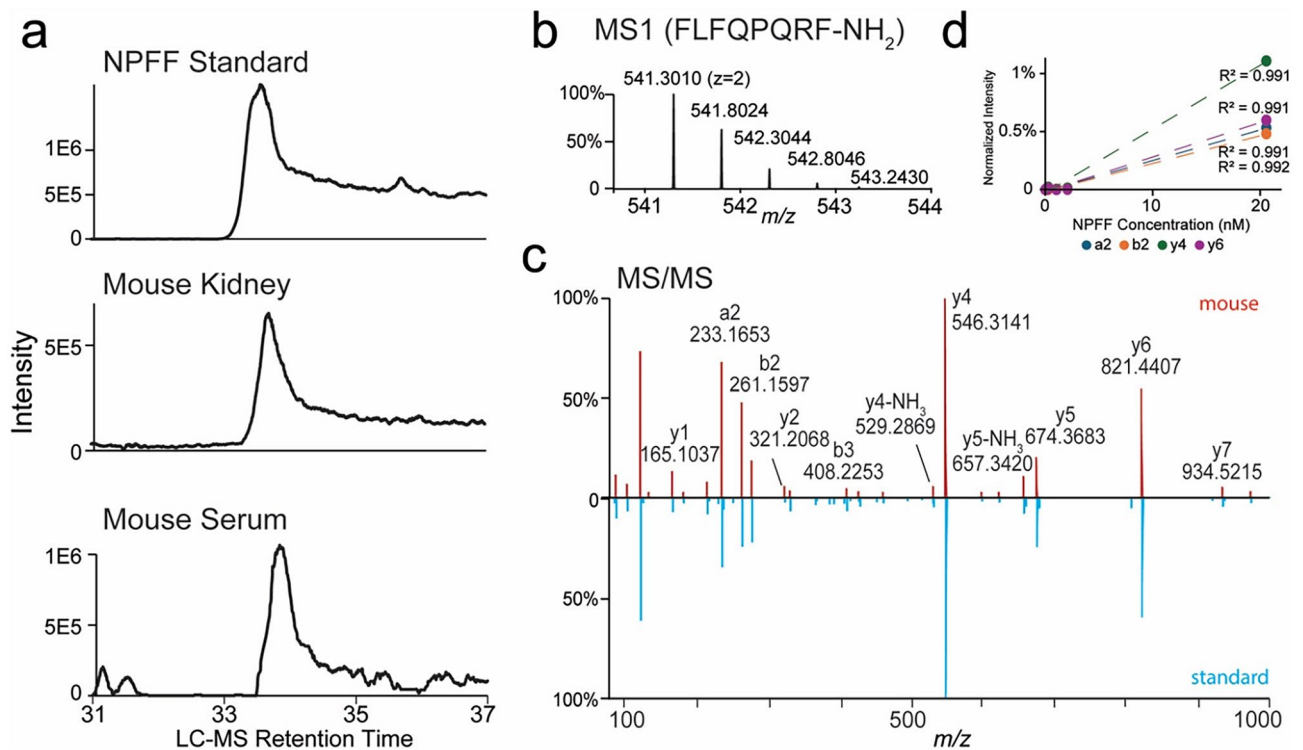 a
NPFF Standard
1E6
5E5
0
Mouse Kidney
5E5
0
Mouse Serum
1E6
5E5
0
31
33
35
37
Intensity
LC-MS Retention Time
b
MS1 (FLFQPQRF-NH2)
541.3010 (z=2)
541.8024
542.3044
542.8046
543.2430
100%
50%
0
541
542
543
544
m/z
d
1%
0.5%
0
Normalized Intensity
R² = 0.991
R² = 0.991
R² = 0.991
R² = 0.992
0
10
20
NPFF Concentration (nM)
a2 b2 y4 y6
c
MS/MS
mouse
100%
50%
0
50%
100%
y1
165.1037
a2
233.1653
b2
261.1597
y2
321.2068
b3
408.2253
y4-NH3
529.2869
y4
546.3141
y5-NH3
657.3420
y5
674.3683
y6
821.4407
y7
934.5215
standard
100
500
1000
m/z